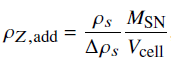 ρ_{Z,add} = \frac{ρ_s}{Δρ_s} \frac{M_{SN}}{V_{cell}}